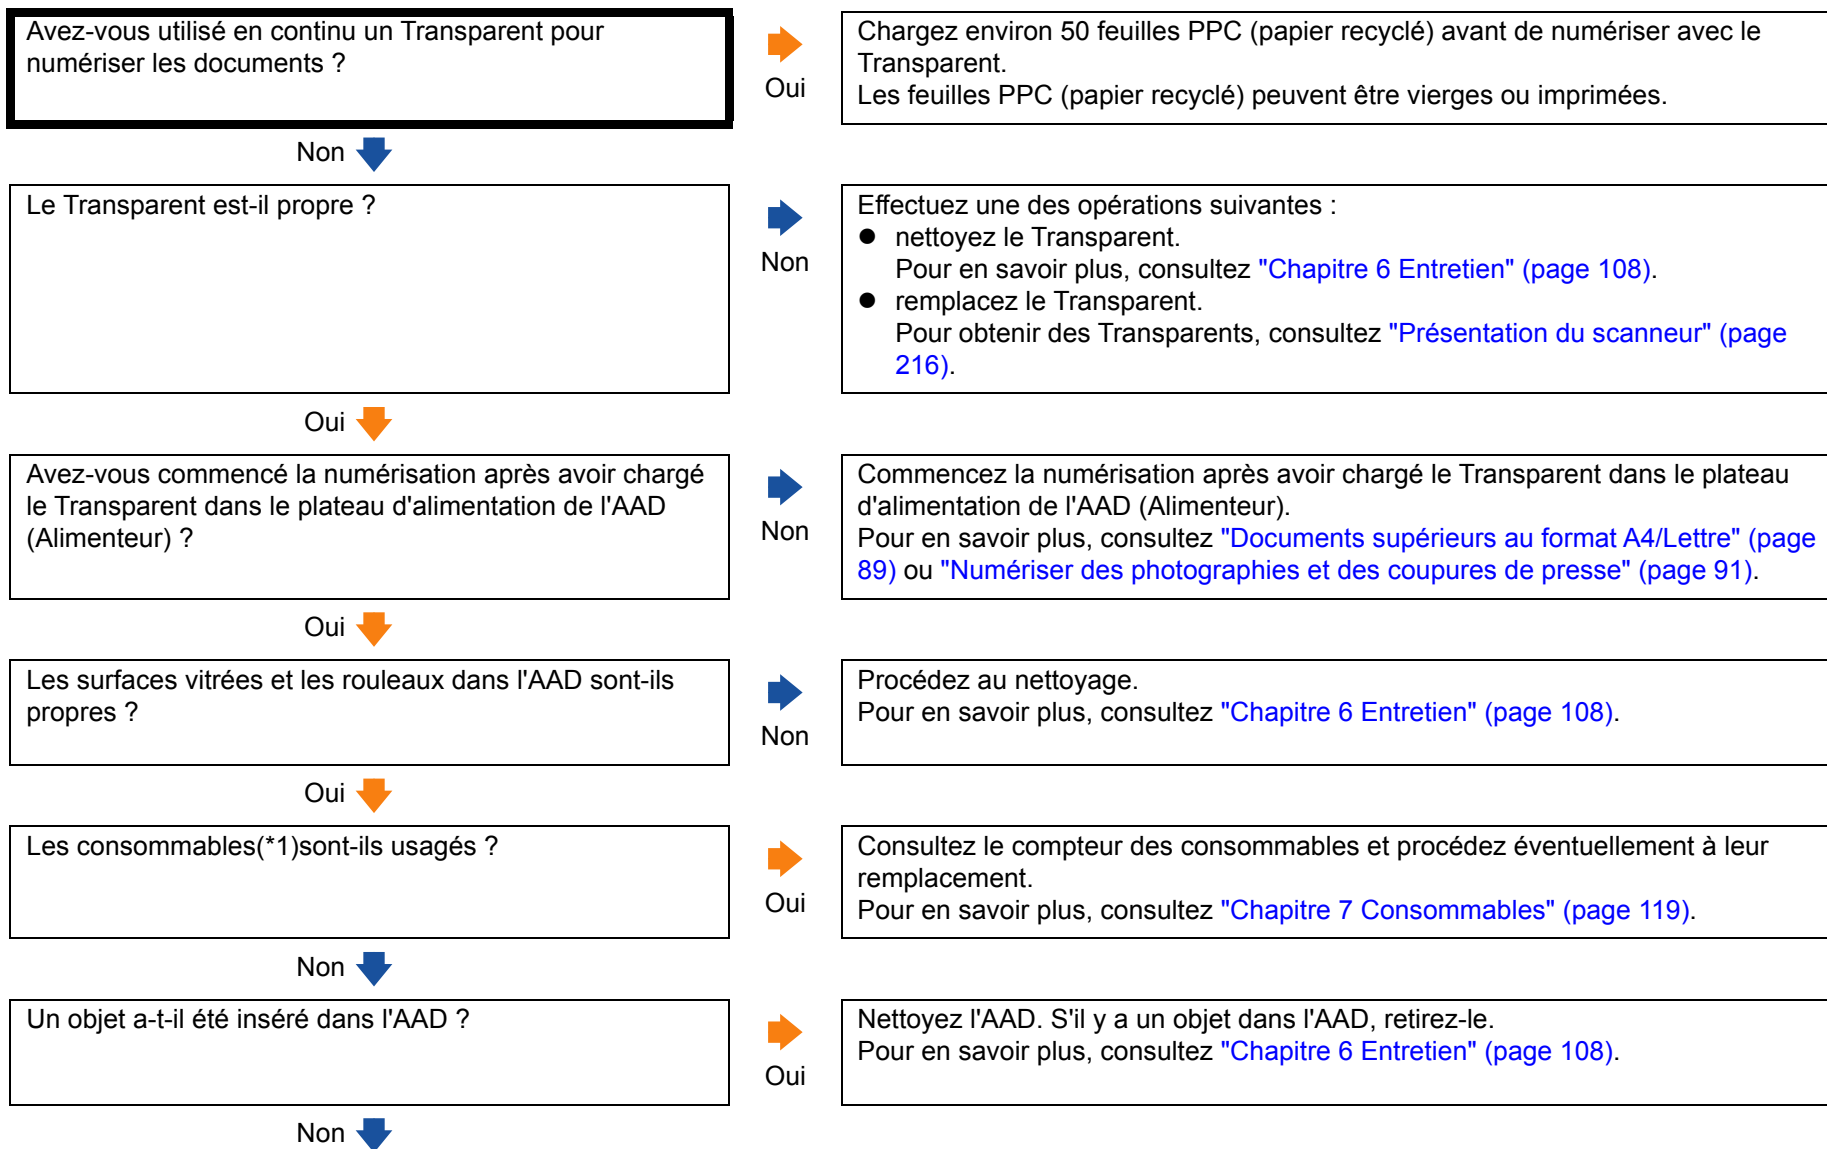 Avez-vous utilisé en continu un Transparent pour
numériser les documents ?
Oui
Chargez environ 50 feuilles PPC (papier recyclé) avant de numériser avec le
Transparent.
Les feuilles PPC (papier recyclé) peuvent être vierges ou imprimées.
Non
Le Transparent est-il propre ?
Non
Effectuez une des opérations suivantes :
● nettoyez le Transparent.
Pour en savoir plus, consultez "Chapitre 6 Entretien" (page 108).
● remplacez le Transparent.
Pour obtenir des Transparents, consultez "Présentation du scanneur" (page
216).
Oui
Avez-vous commencé la numérisation après avoir chargé
le Transparent dans le plateau d'alimentation de l'AAD
(Alimenteur) ?
Non
Commencez la numérisation après avoir chargé le Transparent dans le plateau
d'alimentation de l'AAD (Alimenteur).
Pour en savoir plus, consultez "Documents supérieurs au format A4/Lettre" (page
89) ou "Numériser des photographies et des coupures de presse" (page 91).
Oui
Les surfaces vitrées et les rouleaux dans l'AAD sont-ils
propres ?
Non
Procédez au nettoyage.
Pour en savoir plus, consultez "Chapitre 6 Entretien" (page 108).
Oui
Les consommables(*1)sont-ils usagés ?
Oui
Consultez le compteur des consommables et procédez éventuellement à leur
remplacement.
Pour en savoir plus, consultez "Chapitre 7 Consommables" (page 119).
Non
Un objet a-t-il été inséré dans l'AAD ?
Oui
Nettoyez l'AAD. S'il y a un objet dans l'AAD, retirez-le.
Pour en savoir plus, consultez "Chapitre 6 Entretien" (page 108).
Non